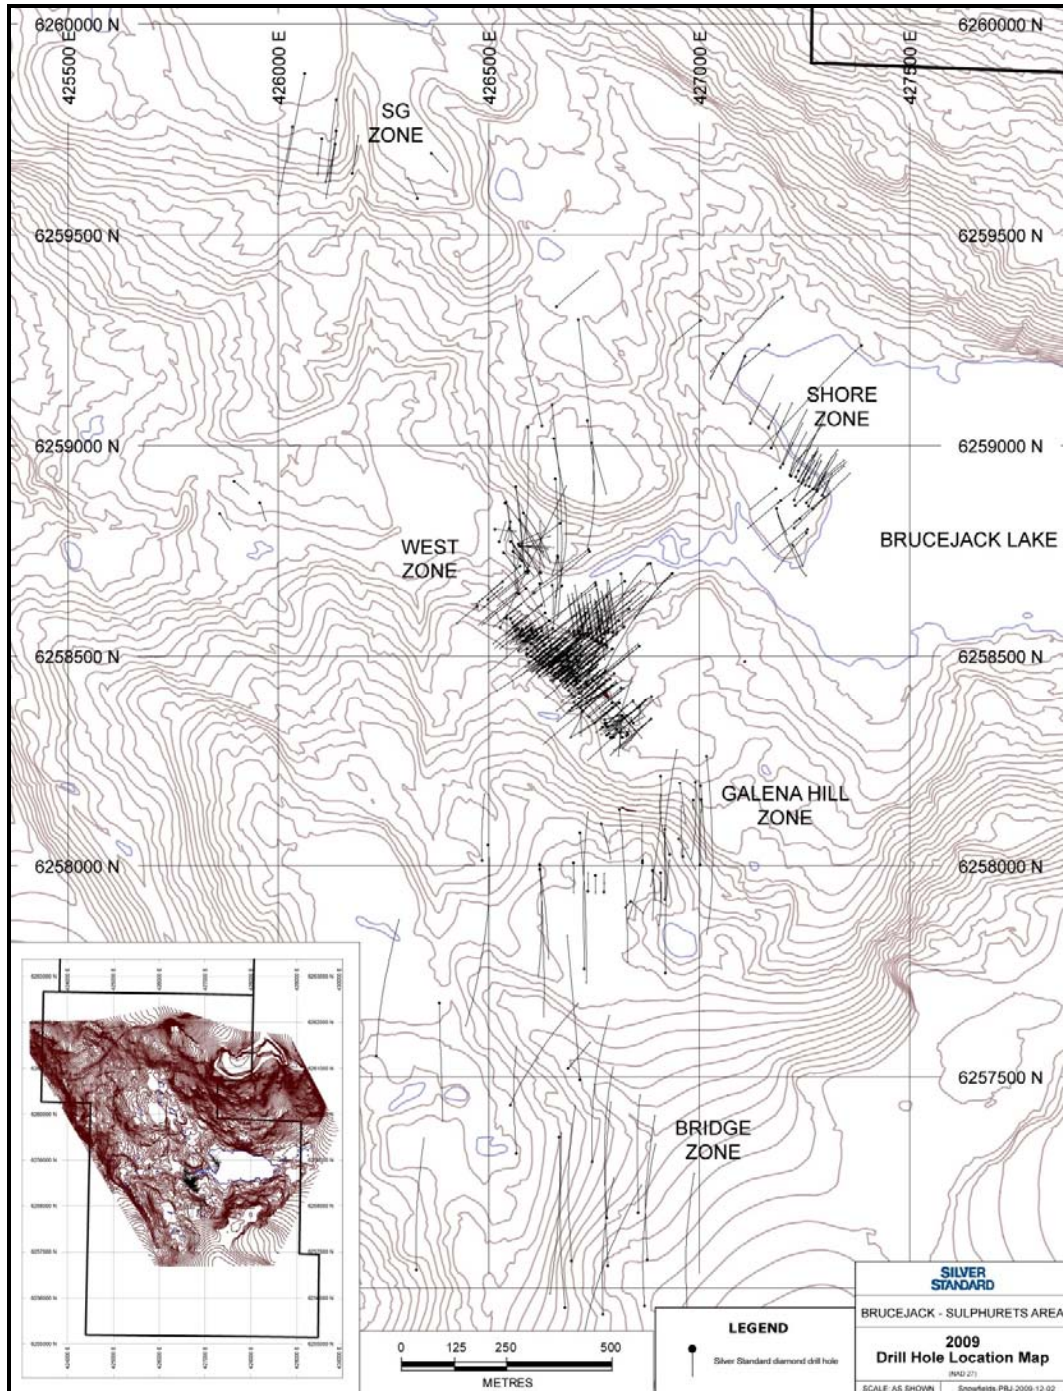 6260000 N
6260000 N
425500 E
426000 E
426500 E
427000 E
427500 E
SG
ZONE
6259500 N
6259500 N
SHORE
ZONE
6259000 N
6259000 N
WEST
ZONE
BRUCEJACK LAKE
6258500 N
6258500 N
GALENA HILL
ZONE
6258000 N
6258000 N
6257500 N
BRIDGE
ZONE
SILVER
STANDARD
BRUCEJACK - SULPHURETS AREA
2009
Drill Hole Location Map
(NAD 27)
SCALE: AS SHOWN
LEGEND
Silver Standard diamond drill hole
0 125 250 500
METRES